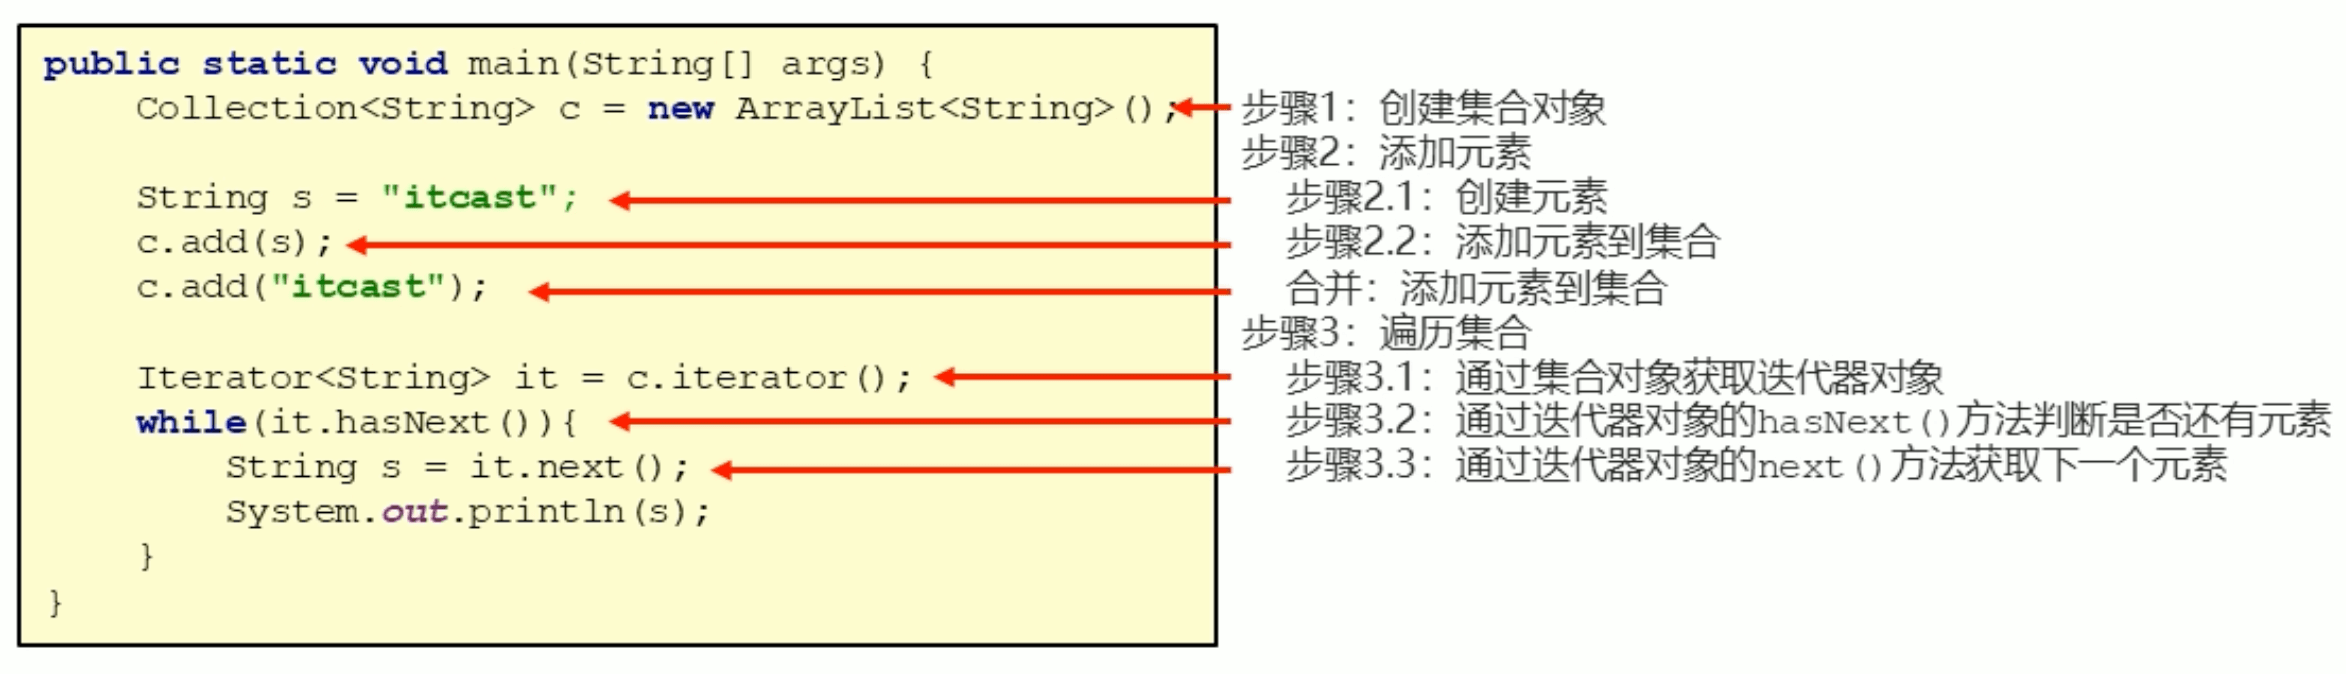 public static void main(String[] args) {
Collection<String> c = new ArrayList<String>();
步骤1：创建集合对象
步骤2：添加元素
String s = "itcast";
步骤2.1：创建元素
c.add(s);
步骤2.2：添加元素到集合
c.add("itcast");
合并：添加元素到集合
步骤3：遍历集合
Iterator<String> it = c.iterator();
步骤3.1：通过集合对象获取迭代器对象
while(it.hasNext()){
步骤3.2：通过迭代器对象的hasNext()方法判断是否还有元素
String s = it.next();
步骤3.3：通过迭代器对象的next()方法获取下一个元素
System.out.println(s);
}
}